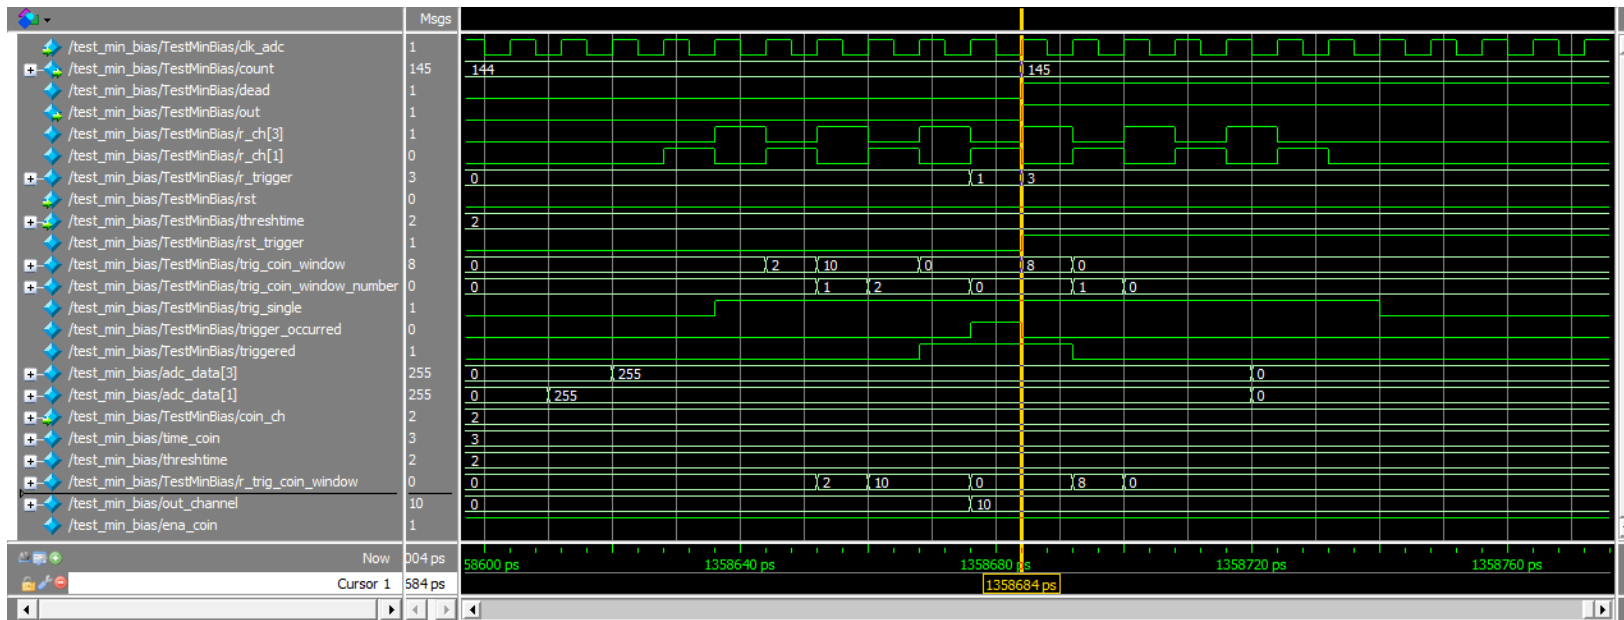 Msgs
/test_min_bias/TestMinBias/clk_adc 1
/test_min_bias/TestMinBias/count 145 144 145
/test_min_bias/TestMinBias/dead 1
/test_min_bias/TestMinBias/out 1
/test_min_bias/TestMinBias/r_ch[3] 1
/test_min_bias/TestMinBias/r_ch[1] 0
/test_min_bias/TestMinBias/r_trigger 3 0 1 3
/test_min_bias/TestMinBias/rst 0
/test_min_bias/TestMinBias/threshtime 2 2
/test_min_bias/TestMinBias/rst_trigger 1
/test_min_bias/TestMinBias/trig_coin_window 8 0 2 10 0 8 0
/test_min_bias/TestMinBias/trig_coin_window_number 0 0 1 2 0 1 0
/test_min_bias/TestMinBias/trig_single 1
/test_min_bias/TestMinBias/trigger_occurred 0
/test_min_bias/TestMinBias/triggered 1
/test_min_bias/adc_data[3] 255 0 255 0
/test_min_bias/adc_data[1] 255 0 255 0
/test_min_bias/TestMinBias/coin_ch 2 2
/test_min_bias/time_coin 3 3
/test_min_bias/threshtime 2 2
/test_min_bias/TestMinBias/r_trig_coin_window 0 0 2 10 0 8 0
/test_min_bias/out_channel 10 0 10
/test_min_bias/ena_coin 1
Now 004 ps 58600 ps 1358640 ps 1358680 ps 1358720 ps 1358760 ps
Cursor 1 684 ps 1358684 ps